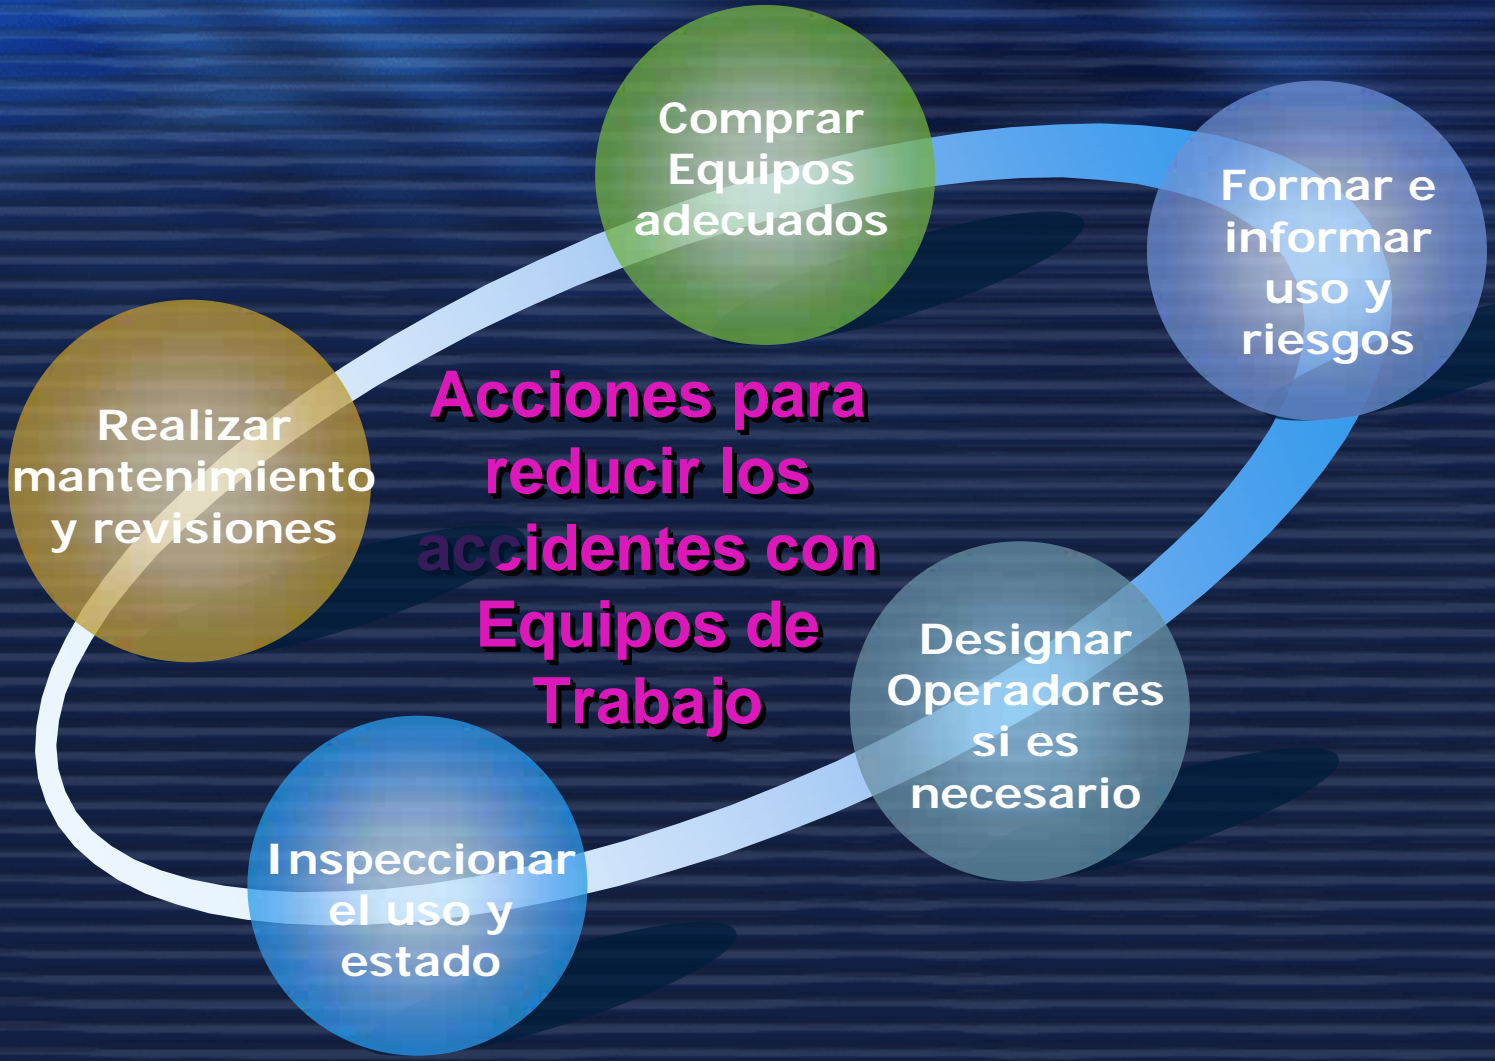 Comprar
Equipos
adecuados
Formar e
informar
uso y
riesgos
Realizar
mantenimiento
y revisiones
Acciones para
reducir los
accidentes con
Equipos de
Trabajo
Designar
Operadores
si es
necesario
Inspeccionar
el uso y
estado